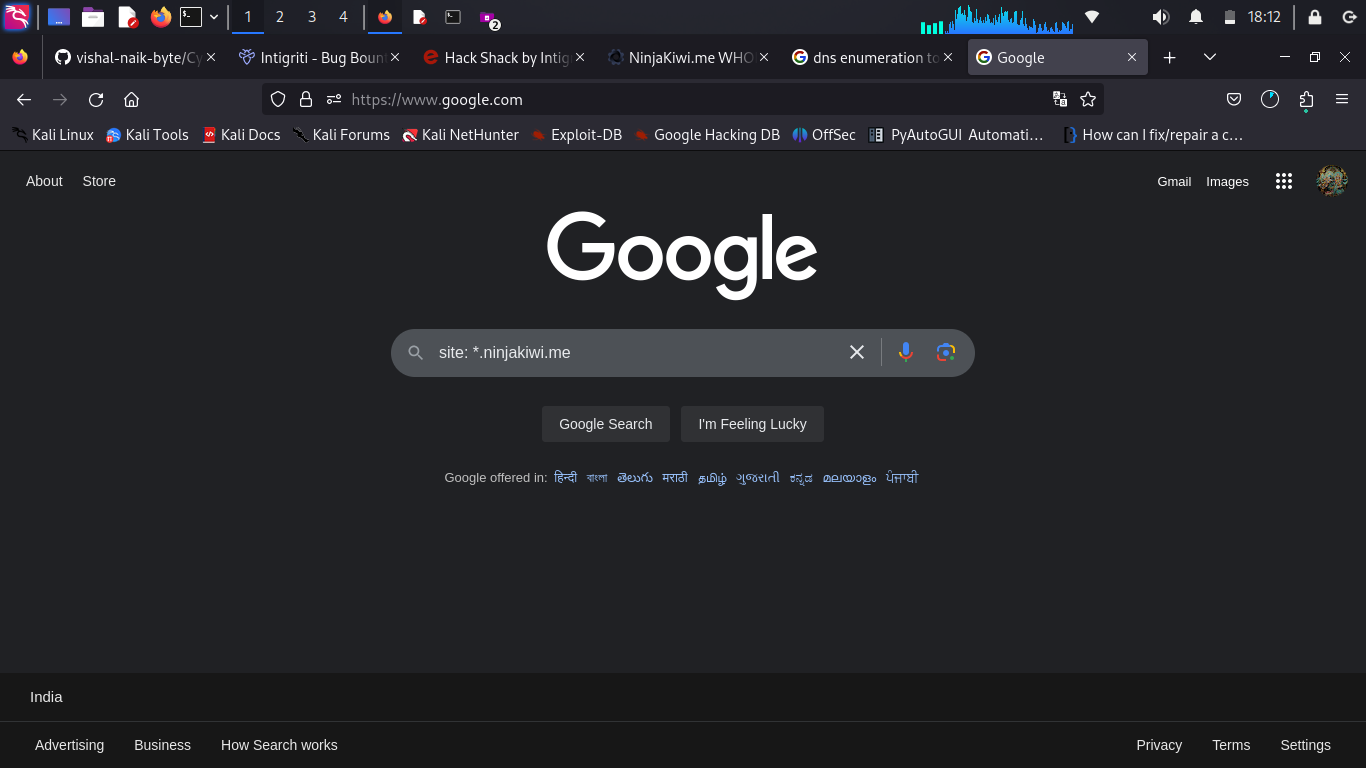 1 2 3 4 2 18:12
vishal-naik-byte/Cy Intigriti - Bug Boun Hack Shack by Intigr NinjaKiwi.me WHO dns enumeration to Google
https://www.google.com
Kali Linux Kali Tools Kali Docs Kali Forums Kali NetHunter Exploit-DB Google Hacking DB OffSec PyAutoGUI Automati… How can I fix/repair a c…
About Store Gmail Images
Google
site: *.ninjakiwi.me
Google Search I'm Feeling Lucky
Google offered in: हिन्दी বাংলা తెలుగు मराठी தமிழ் ગુજરાતી ಕನ್ನಡ മലയാളം ਪੰਜਾਬੀ
India
Advertising Business How Search works Privacy Terms Settings